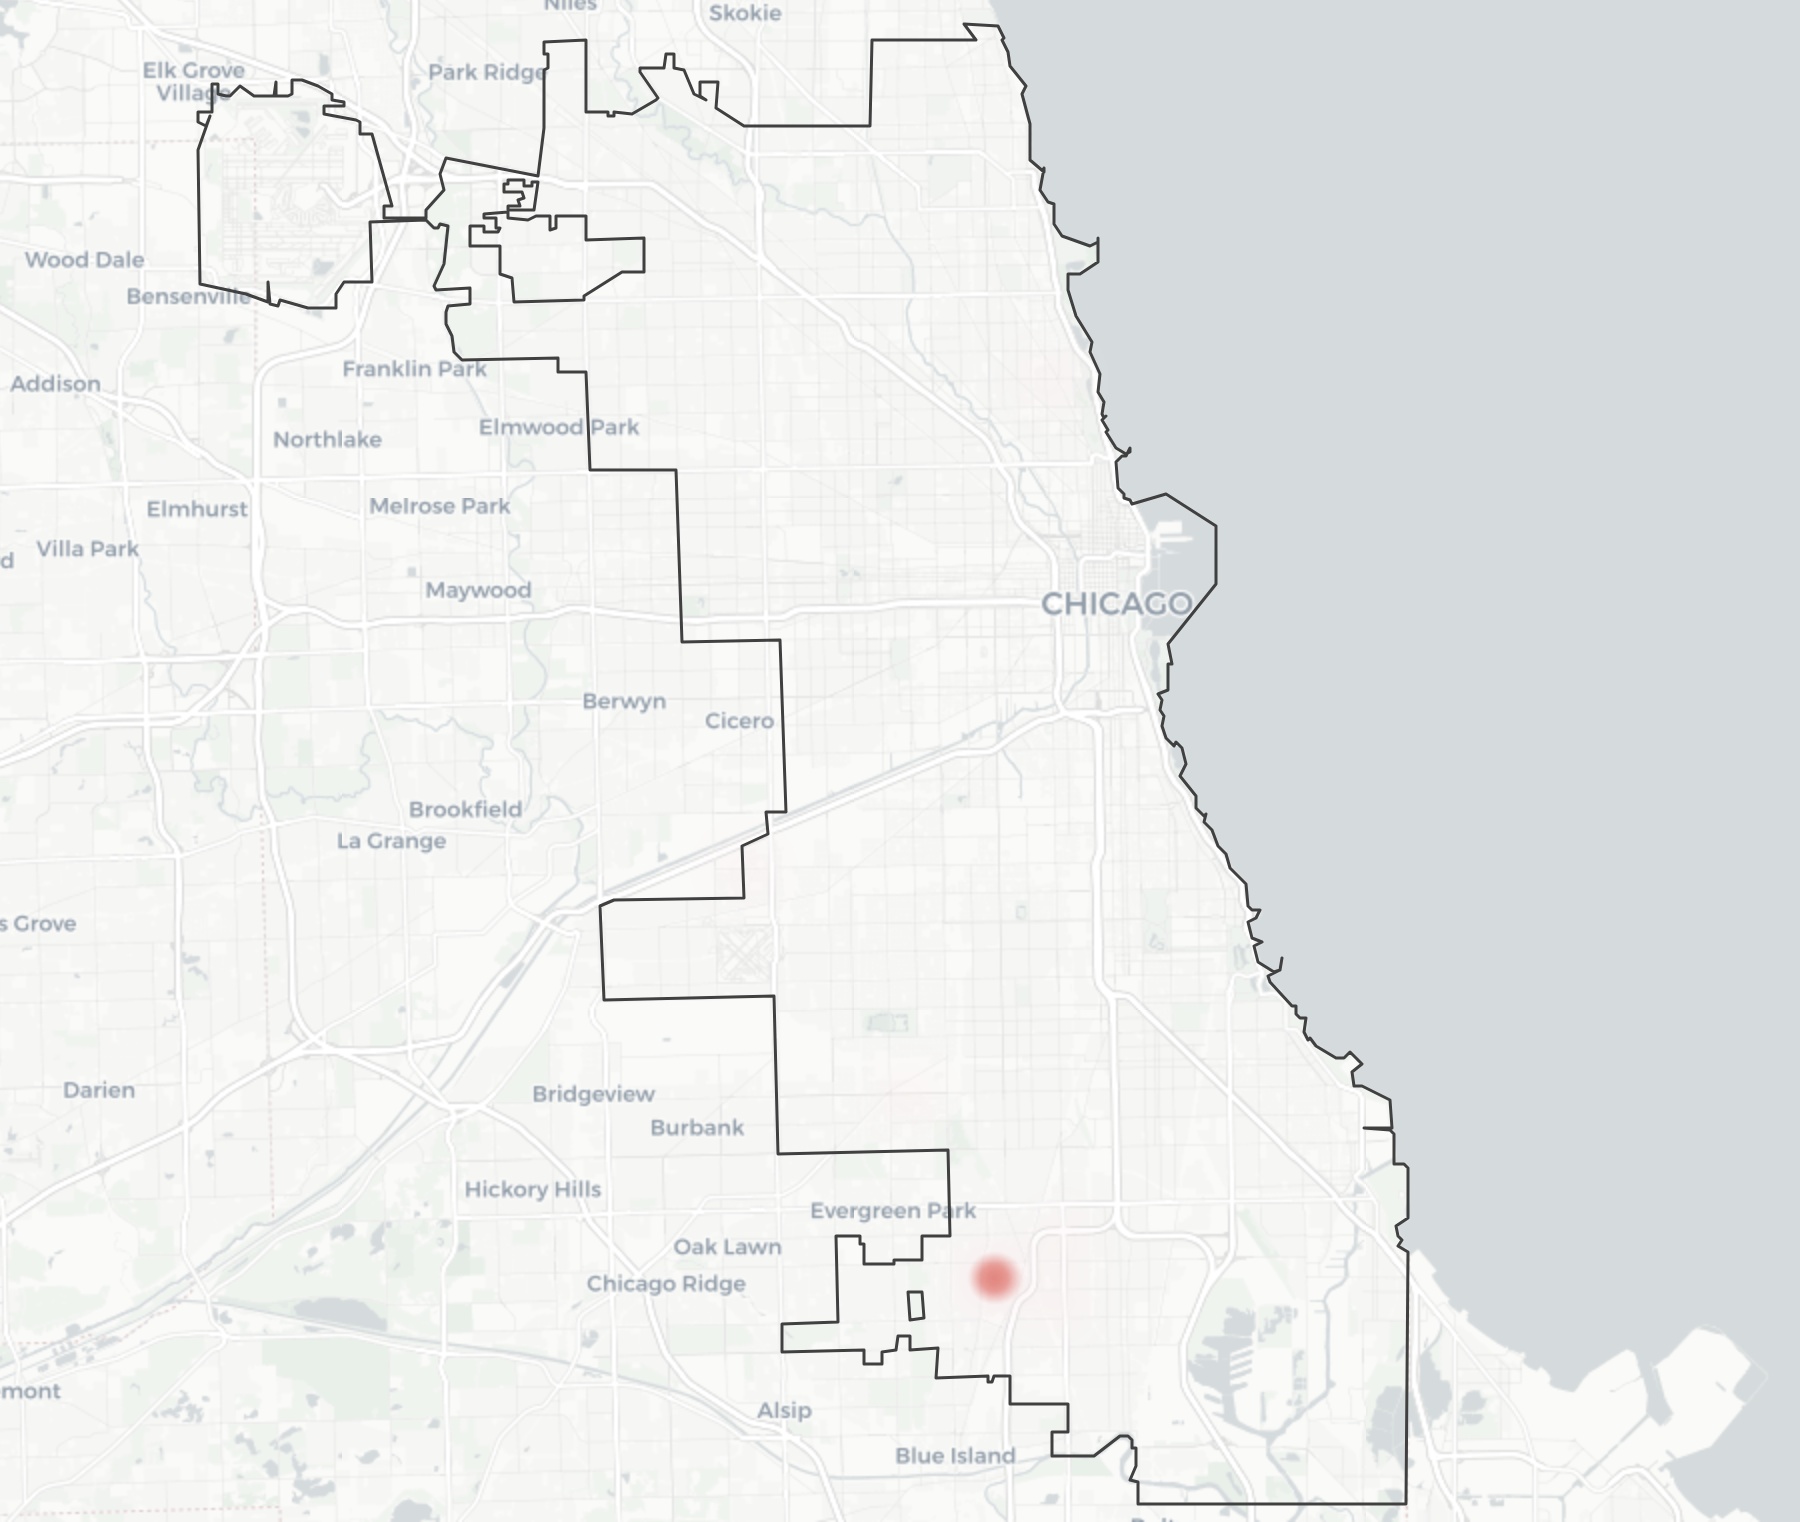 Niles
Skokie
Elk Grove
Village
Park Ridge
Wood Dale
Bensenville
Franklin Park
Addison
Elmwood Park
Northlake
Melrose Park
Elmhurst
Villa Park
d
Maywood
CHICAGO
Berwyn
Cicero
Brookfield
La Grange
s Grove
Darien
Bridgeview
Burbank
Hickory Hills
Evergreen Park
Oak Lawn
Chicago Ridge
mont
Alsip
Blue Island